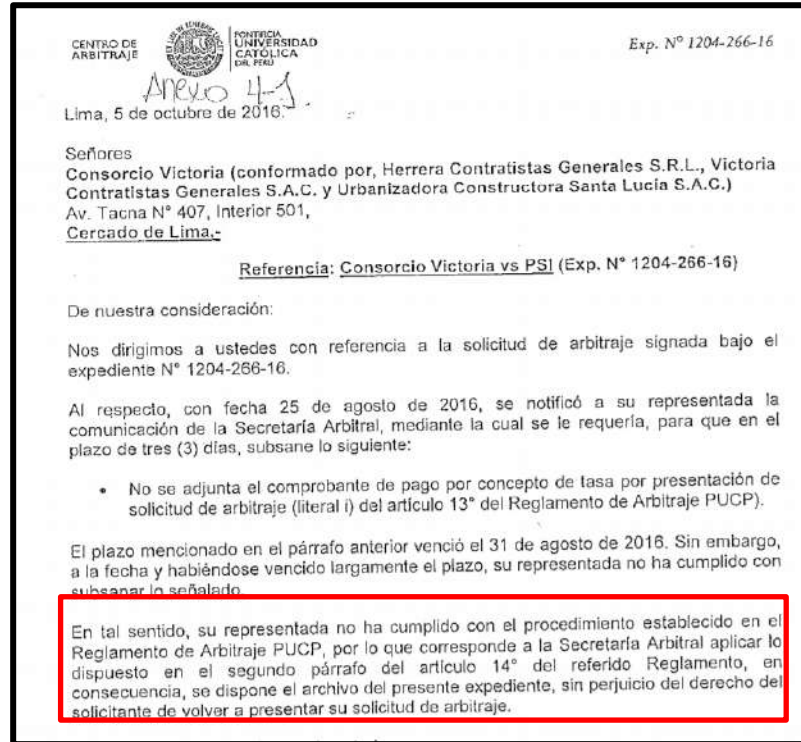 CENTRO DE
ARBITRAJE
PONTIFICIA
UNIVERSIDAD
CATÓLICA
DEL PERÚ
Exp. N° 1204-266-16
Anexo 4-J
Lima, 5 de octubre de 2016.
Señores
Consorcio Victoria (conformado por, Herrera Contratistas Generales S.R.L., Victoria
Contratistas Generales S.A.C. y Urbanizadora Constructora Santa Lucia S.A.C.)
Av. Tacna N° 407, Interior 501,
Cercado de Lima.-
Referencia: Consorcio Victoria vs PSI (Exp. N° 1204-266-16)
De nuestra consideración:
Nos dirigimos a ustedes con referencia a la solicitud de arbitraje signada bajo el
expediente N° 1204-266-16.
Al respecto, con fecha 25 de agosto de 2016, se notificó a su representada la
comunicación de la Secretaría Arbitral, mediante la cual se le requería, para que en el
plazo de tres (3) días, subsane lo siguiente:
• No se adjunta el comprobante de pago por concepto de tasa por presentación de
solicitud de arbitraje (literal i) del artículo 13° del Reglamento de Arbitraje PUCP).
El plazo mencionado en el párrafo anterior venció el 31 de agosto de 2016. Sin embargo,
a la fecha y habiéndose vencido largamente el plazo, su representada no ha cumplido con
subsanar lo señalado.
En tal sentido, su representada no ha cumplido con el procedimiento establecido en el
Reglamento de Arbitraje PUCP, por lo que corresponde a la Secretaría Arbitral aplicar lo
dispuesto en el segundo párrafo del artículo 14° del referido Reglamento, en
consecuencia, se dispone el archivo del presente expediente, sin perjuicio del derecho del
solicitante de volver a presentar su solicitud de arbitraje.